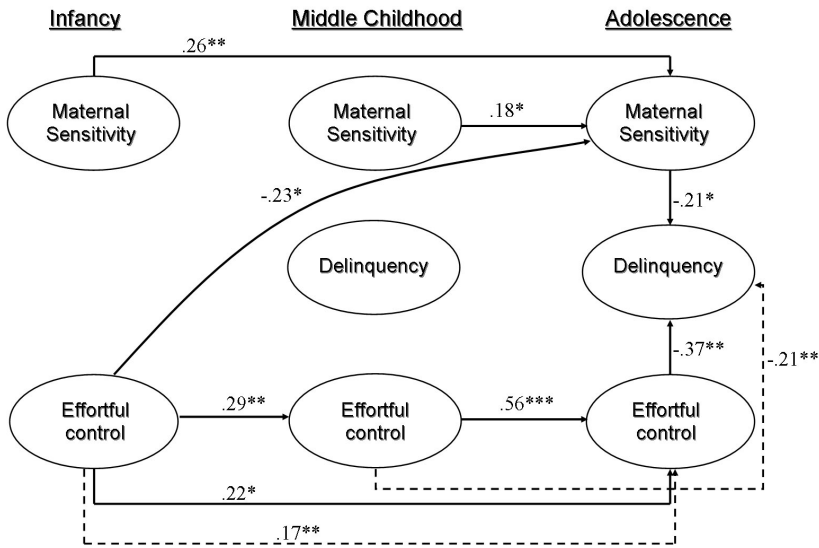 Infancy
Middle Childhood
Adolescence
.26**
Maternal
Sensitivity
Maternal
Sensitivity
.18*
Maternal
Sensitivity
-.23*
-.21*
Delinquency
Delinquency
-.37**
-.21**
Effortful
control
.29**
Effortful
control
.56***
Effortful
control
.22*
.17**